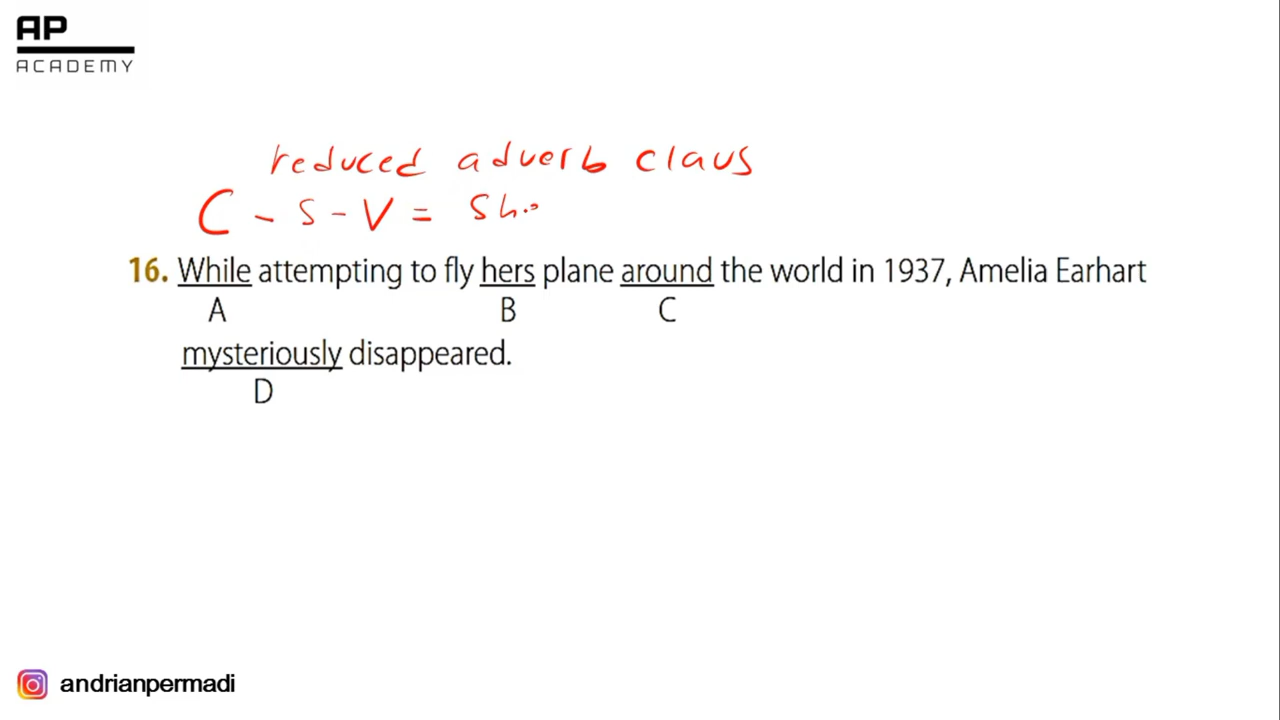 AP
ACADEMY
reduced adverb claus
C - S - V = Sh
16. While attempting to fly hers plane around the world in 1937, Amelia Earhart
A B C
mysteriously disappeared.
D
andrianpermadi